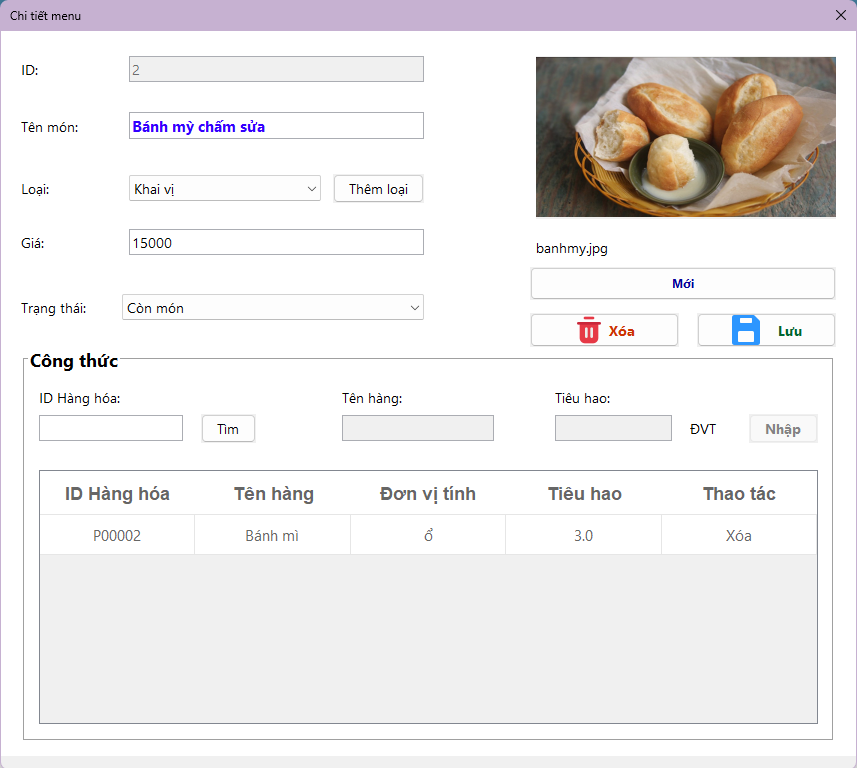 Chi tiết menu
ID: 2
Tên món: Bánh mỳ chấm sửa
Loại: Khai vị Thêm loại
Giá: 15000
banhmy.jpg
Mới
Trạng thái: Còn món
Xóa Lưu
Công thức
ID Hàng hóa: Tên hàng: Tiêu hao:
Tìm ĐVT Nhập
ID Hàng hóa Tên hàng Đơn vị tính Tiêu hao Thao tác
P00002 Bánh mì ổ 3.0 Xóa